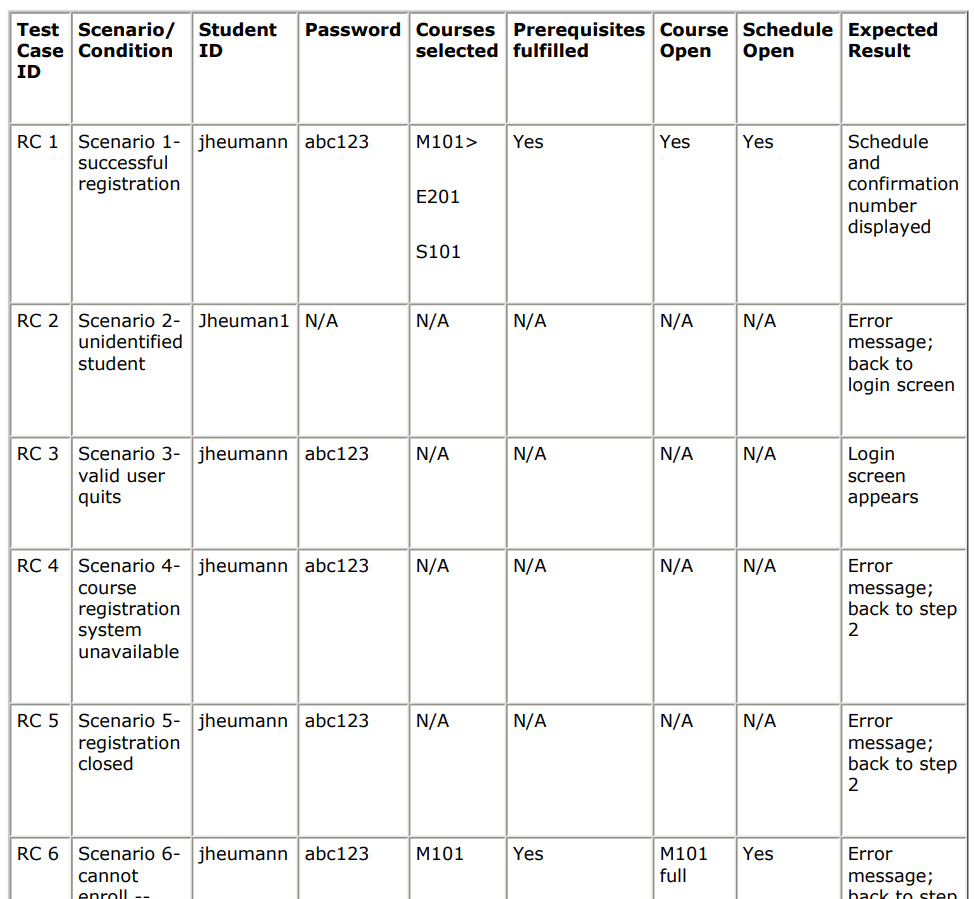 Test Case ID
Scenario/ Condition
Student ID
Password
Courses selected
Prerequisites fulfilled
Course Open
Schedule Open
Expected Result
RC 1
Scenario 1-
successful
registration
jheumann
abc123
M101>
E201
S101
Yes
Yes
Yes
Schedule
and
confirmation
number
displayed
RC 2
Scenario 2-
unidentified
student
Jheuman1
N/A
N/A
N/A
N/A
N/A
Error
message;
back to
login screen
RC 3
Scenario 3-
valid user
quits
jheumann
abc123
N/A
N/A
N/A
N/A
Login
screen
appears
RC 4
Scenario 4-
course
registration
system
unavailable
jheumann
abc123
N/A
N/A
N/A
N/A
Error
message;
back to step
2
RC 5
Scenario 5-
registration
closed
jheumann
abc123
N/A
N/A
N/A
N/A
Error
message;
back to step
2
RC 6
Scenario 6-
cannot
enroll --
jheumann
abc123
M101
Yes
M101
full
Yes
Error
message;
back to step